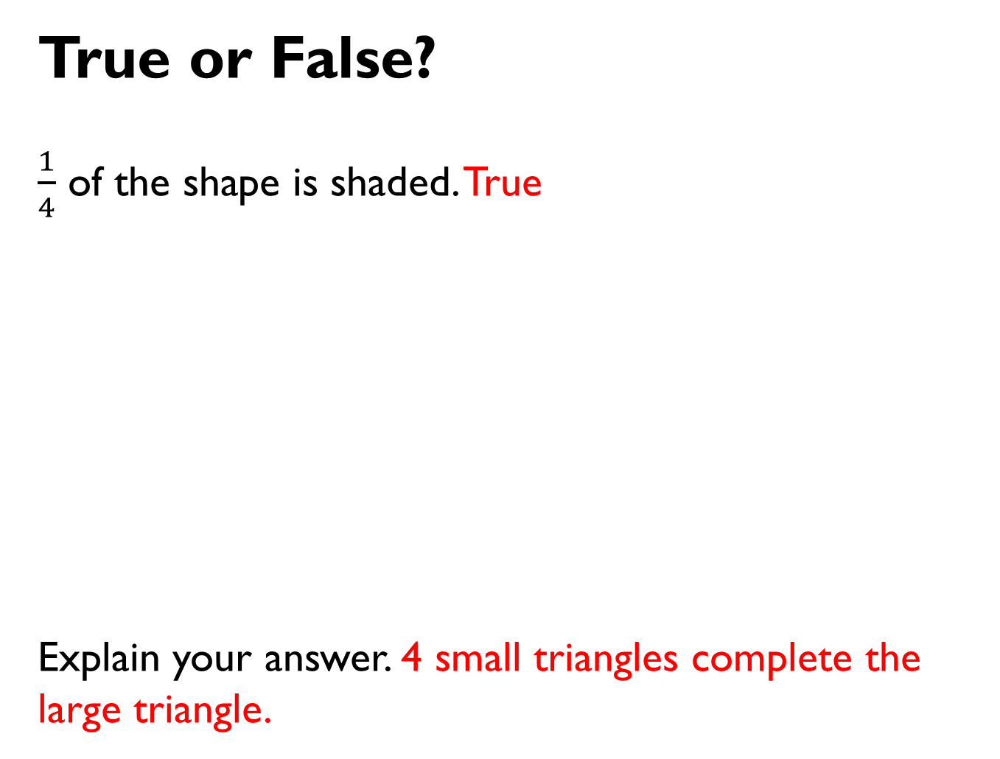 True or False?
1/4 of the shape is shaded. True
Explain your answer. 4 small triangles complete the
large triangle.